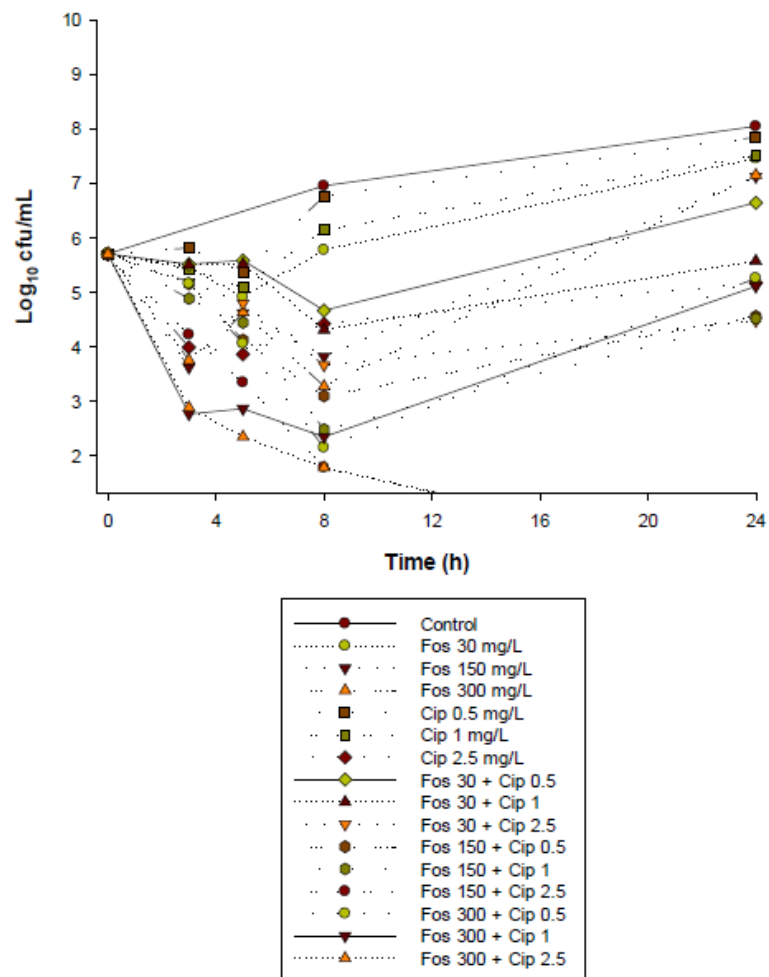 10
9
8
7
6
5
4
3
2
Log₁₀ cfu/mL
0 4 8 12 16 20 24
Time (h)
Control
Fos 30 mg/L
Fos 150 mg/L
Fos 300 mg/L
Cip 0.5 mg/L
Cip 1 mg/L
Cip 2.5 mg/L
Fos 30 + Cip 0.5
Fos 30 + Cip 1
Fos 30 + Cip 2.5
Fos 150 + Cip 0.5
Fos 150 + Cip 1
Fos 150 + Cip 2.5
Fos 300 + Cip 0.5
Fos 300 + Cip 1
Fos 300 + Cip 2.5